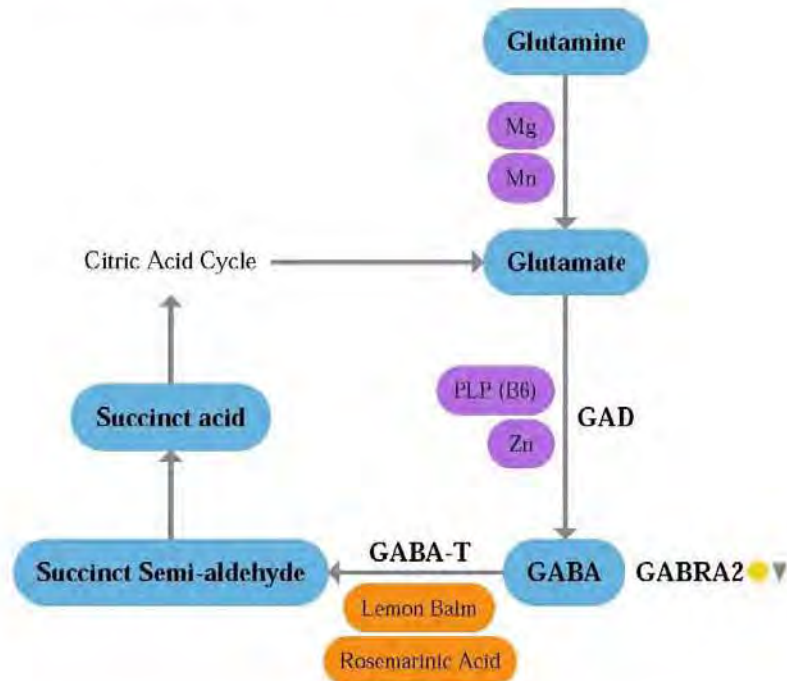 Glutamine
Mg
Mn
Citric Acid Cycle
Glutamate
PLP (B6)
GAD
Zn
Succinct acid
GABA-T
Succinct Semi-aldehyde
GABA
GABRA2
Lemon Balm
Rosemarinic Acid